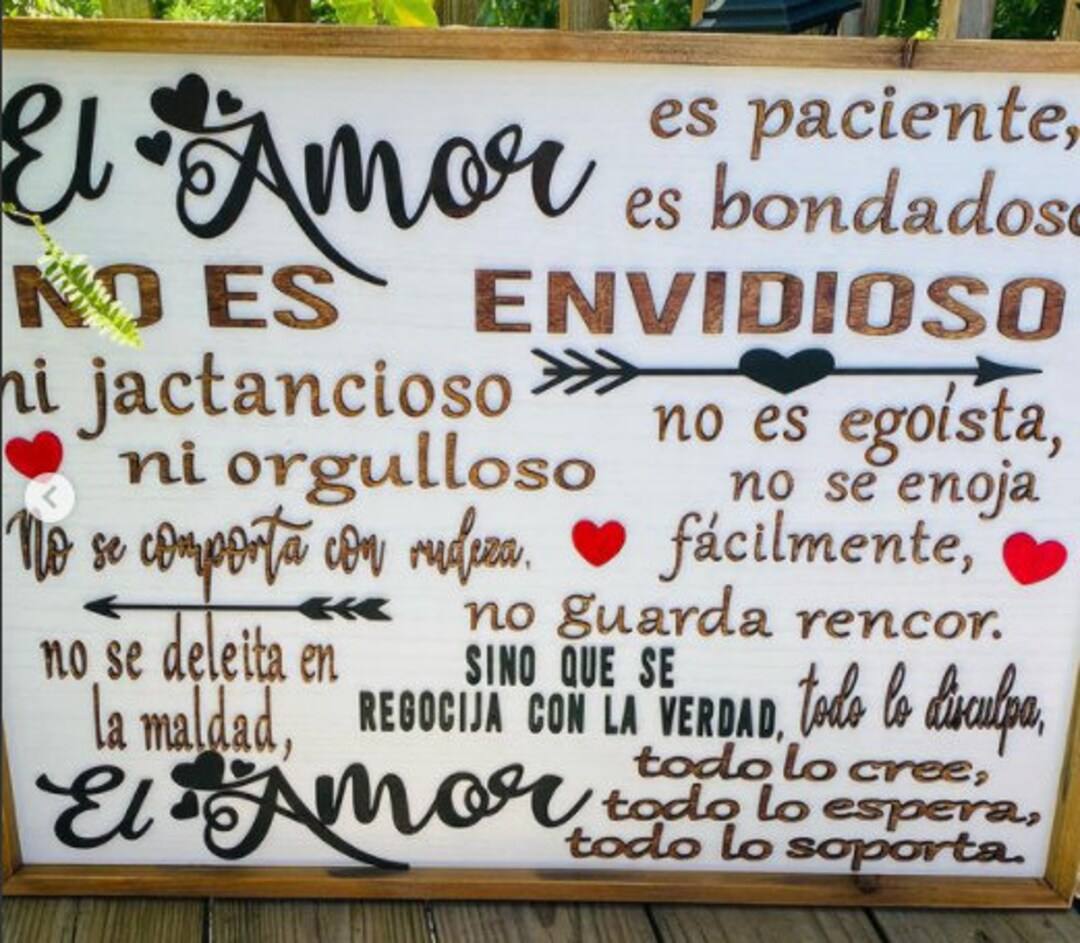 El Amor es paciente,
es bondadoso
NO ES ENVIDIOSO
ni jactancioso
no es egoísta,
ni orgulloso
no se enoja
fácilmente,
No se comporta con rudeza,
no guarda rencor.
no se deleita en
la maldad,
SINO QUE SE
REGOCIJA CON LA VERDAD,
todo lo disculpa,
El Amor
todo lo cree,
todo lo espera,
todo lo soporta.